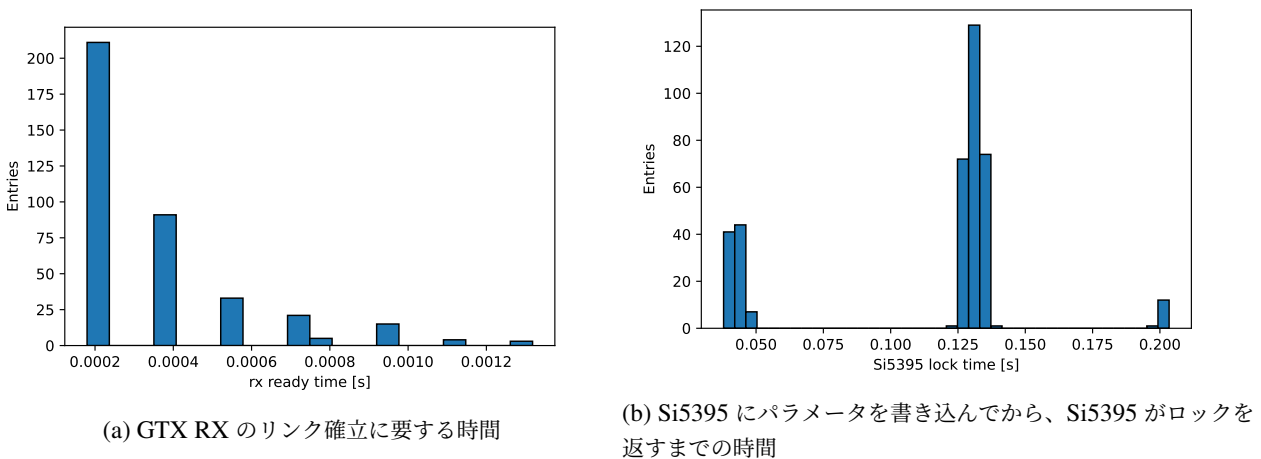 200
175
150
125
100
75
50
25
0
Entries
0.0002 0.0004 0.0006 0.0008 0.0010 0.0012
rx ready time [s]
(a) GTX RX のリンク確立に要する時間
120
100
80
60
40
20
0
Entries
0.050 0.075 0.100 0.125 0.150 0.175 0.200
Si5395 lock time [s]
(b) Si5395 にパラメータを書き込んでから、Si5395 がロックを
返すまでの時間